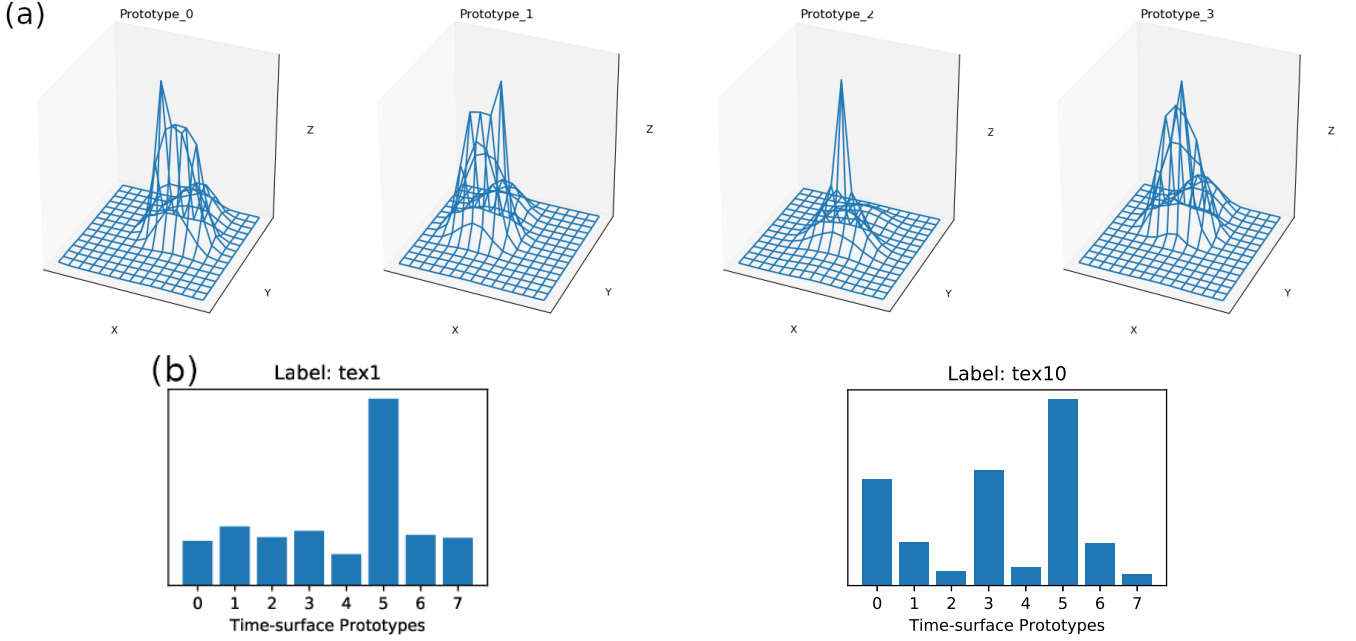 (a)
Prototype_0
Prototype_1
Prototype_2
Prototype_3
Z
Z
Z
Z
Y
Y
Y
Y
X
X
X
X
(b)
Label: tex1
Label: tex10
0 1 2 3 4 5 6 7
0 1 2 3 4 5 6 7
Time-surface Prototypes
Time-surface Prototypes